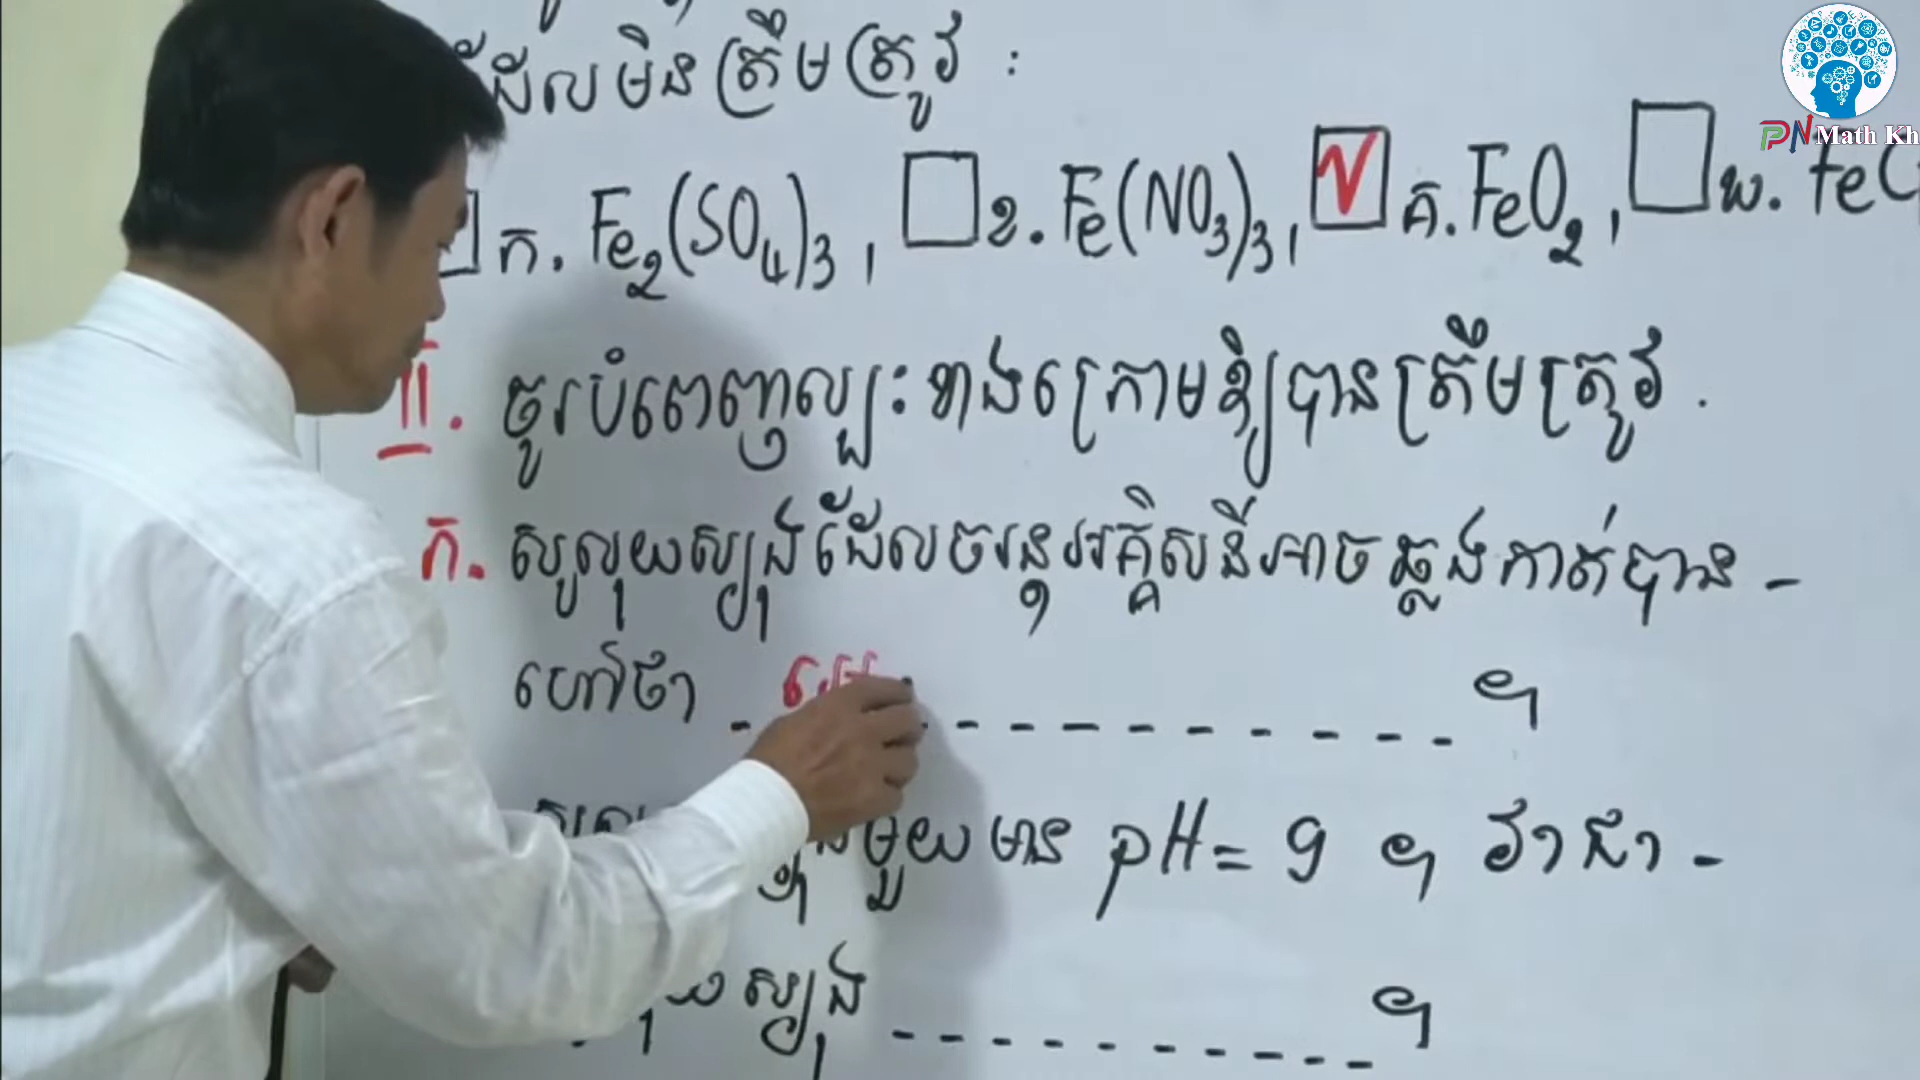 ដែលមិនត្រឹមត្រូវ :
ក. Fe₂(SO₄)₃ , ខ. Fe(NO₃)₃, ☑ គ. FeO₂ , ឃ. FeC
PN Math Kh
II. ចូរបំពេញល្បះខាងក្រោមឱ្យបានត្រឹមត្រូវ .
ក. សូលុយស្យុងដែលចរន្តអគ្គិសនីអាចឆ្លងកាត់បាន -
ហៅថា - - - - - - - - - - - ។
មួយមាន pH = 9 ។ វាជា -
ស្យុង - - - - - - - - - - ។